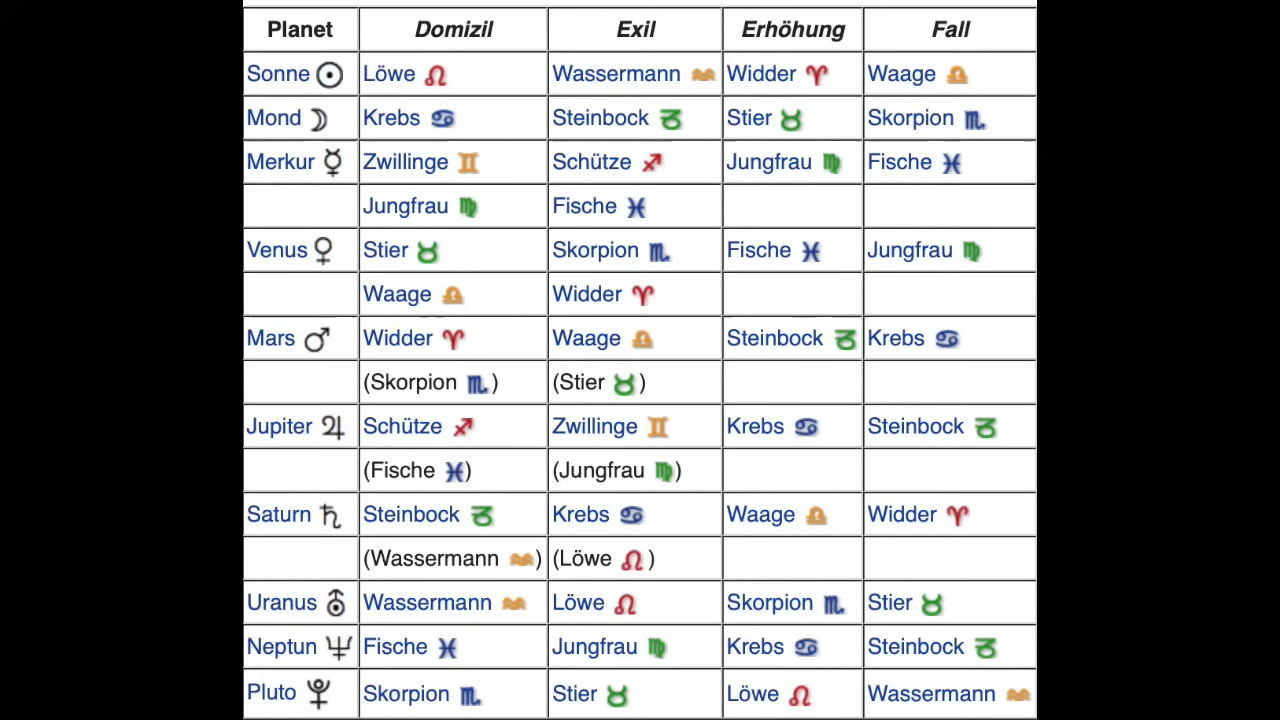 Planet Domizil Exil Erhöhung Fall
Sonne ☉ Löwe ♌ Wassermann ♒ Widder ♈ Waage ♎
Mond ☽ Krebs ♋ Steinbock ♑ Stier ♉ Skorpion ♏
Merkur ☿ Zwillinge ♊ Schütze ♐ Jungfrau ♍ Fische ♓
Jungfrau ♍ Fische ♓
Venus ♀ Stier ♉ Skorpion ♏ Fische ♓ Jungfrau ♍
Waage ♎ Widder ♈
Mars ♂ Widder ♈ Waage ♎ Steinbock ♑ Krebs ♋
(Skorpion ♏) (Stier ♉)
Jupiter ♃ Schütze ♐ Zwillinge ♊ Krebs ♋ Steinbock ♑
(Fische ♓) (Jungfrau ♍)
Saturn ♄ Steinbock ♑ Krebs ♋ Waage ♎ Widder ♈
(Wassermann ♒) (Löwe ♌)
Uranus ⛢ Wassermann ♒ Löwe ♌ Skorpion ♏ Stier ♉
Neptun ♆ Fische ♓ Jungfrau ♍ Krebs ♋ Steinbock ♑
Pluto ⯓ Skorpion ♏ Stier ♉ Löwe ♌ Wassermann ♒